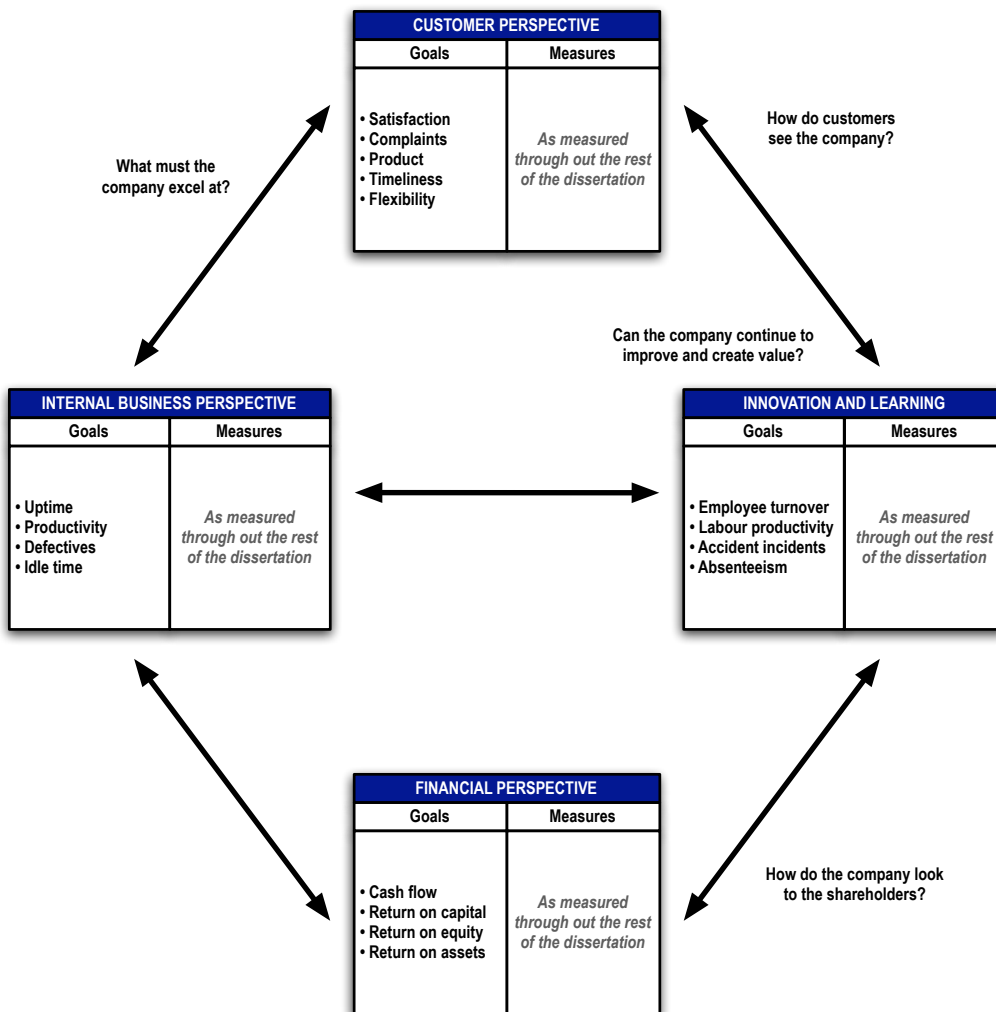 CUSTOMER PERSPECTIVE
Goals
Measures
• Satisfaction
• Complaints
• Product
• Timeliness
• Flexibility
As measured
through out the rest
of the dissertation
How do customers
see the company?
What must the
company excel at?
Can the company continue to
improve and create value?
INTERNAL BUSINESS PERSPECTIVE
Goals
Measures
• Uptime
• Productivity
• Defectives
• Idle time
As measured
through out the rest
of the dissertation
INNOVATION AND LEARNING
Goals
Measures
• Employee turnover
• Labour productivity
• Accident incidents
• Absenteeism
As measured
through out the rest
of the dissertation
FINANCIAL PERSPECTIVE
Goals
Measures
• Cash flow
• Return on capital
• Return on equity
• Return on assets
As measured
through out the rest
of the dissertation
How do the company look
to the shareholders?